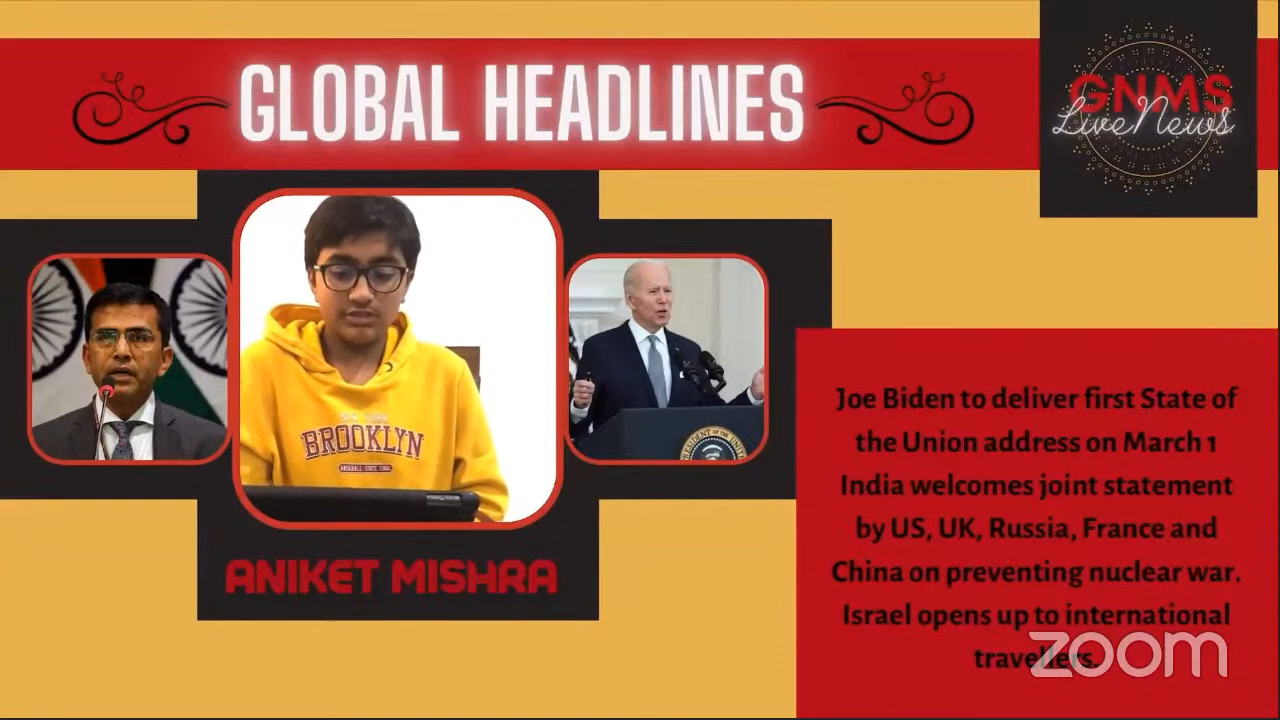 GLOBAL HEADLINES
GNMS
Live News
BROOKLYN
ANIKET MISHRA
Joe Biden to deliver first State of
the Union address on March 1
India welcomes joint statement
by US, UK, Russia, France and
China on preventing nuclear war.
Israel opens up to international
travellers.
zoom